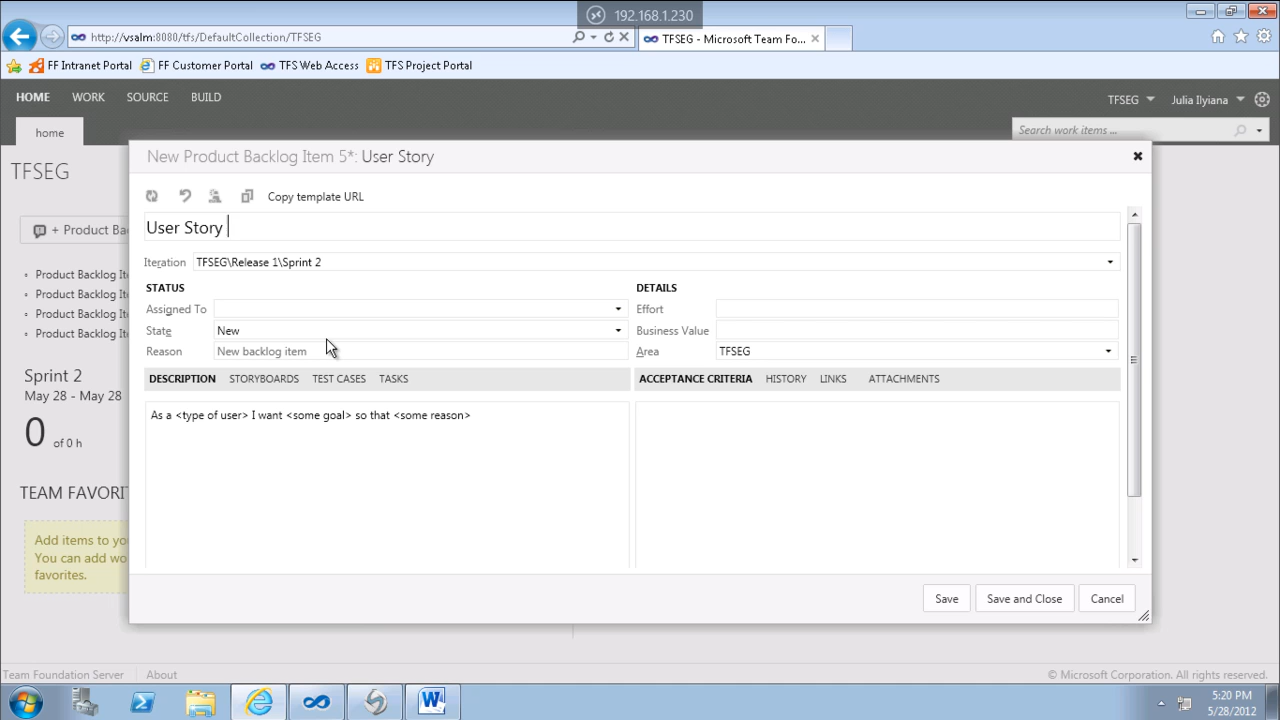 192.168.1.230
http://vsalm:8080/tfs/DefaultCollection/TFSEG
TFSEG - Microsoft Team Fo...
FF Intranet Portal FF Customer Portal TFS Web Access TFS Project Portal
HOME WORK SOURCE BUILD
TFSEG Julia Ilyiana
home
Search work items ...
TFSEG
+ Product Ba
Product Backlog It
Product Backlog It
Product Backlog It
Product Backlog It
Sprint 2
May 28 - May 28
0 of 0 h
TEAM FAVORIT
Add items to yo
You can add wo
favorites.
New Product Backlog Item 5*: User Story
Copy template URL
User Story
Iteration TFSEG\Release 1\Sprint 2
STATUS DETAILS
Assigned To Effort
State New Business Value
Reason New backlog item Area TFSEG
DESCRIPTION STORYBOARDS TEST CASES TASKS ACCEPTANCE CRITERIA HISTORY LINKS ATTACHMENTS
As a <type of user> I want <some goal> so that <some reason>
Save Save and Close Cancel
Team Foundation Server About © Microsoft Corporation. All rights reserved.
5:20 PM
5/28/2012